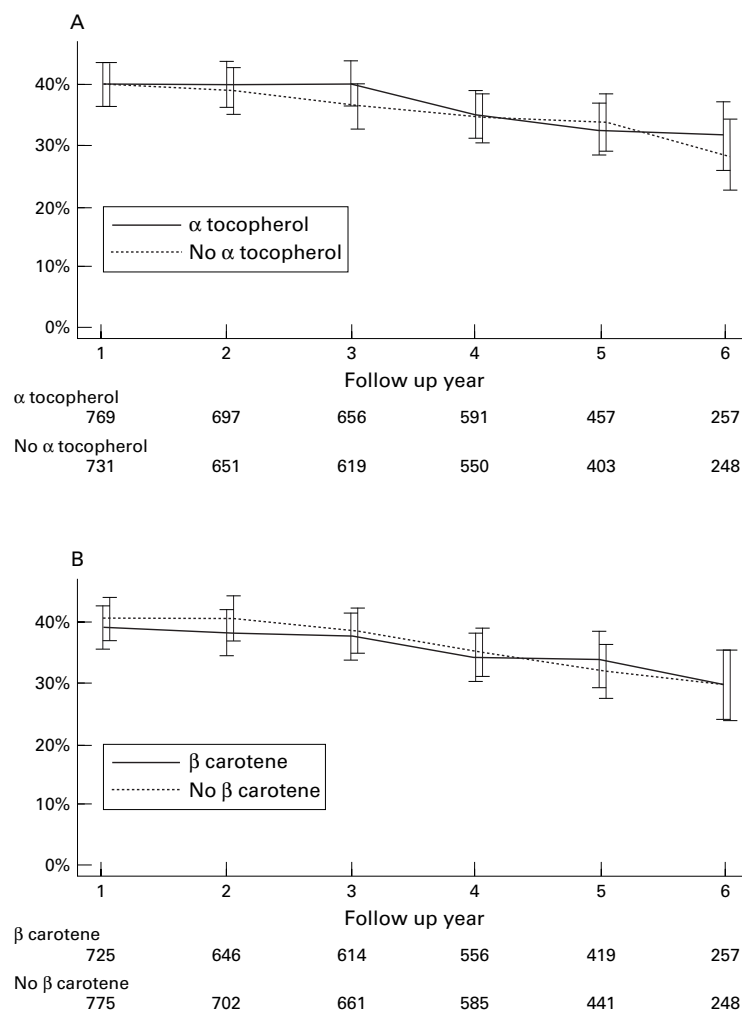 A
40%
30%
20%
10%
0%
α tocopherol
No α tocopherol
1 2 3 4 5 6
Follow up year
α tocopherol
769 697 656 591 457 257
No α tocopherol
731 651 619 550 403 248
B
40%
30%
20%
10%
0%
β carotene
No β carotene
1 2 3 4 5 6
Follow up year
β carotene
725 646 614 556 419 257
No β carotene
775 702 661 585 441 248